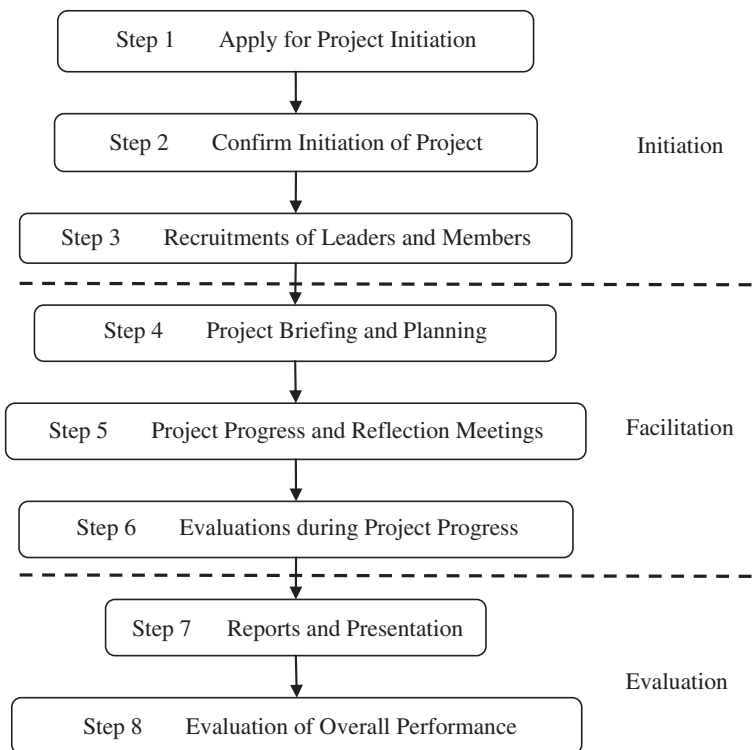 Step 1 Apply for Project Initiation
Step 2 Confirm Initiation of Project
Initiation
Step 3 Recruitments of Leaders and Members
Step 4 Project Briefing and Planning
Step 5 Project Progress and Reflection Meetings
Facilitation
Step 6 Evaluations during Project Progress
Step 7 Reports and Presentation
Evaluation
Step 8 Evaluation of Overall Performance